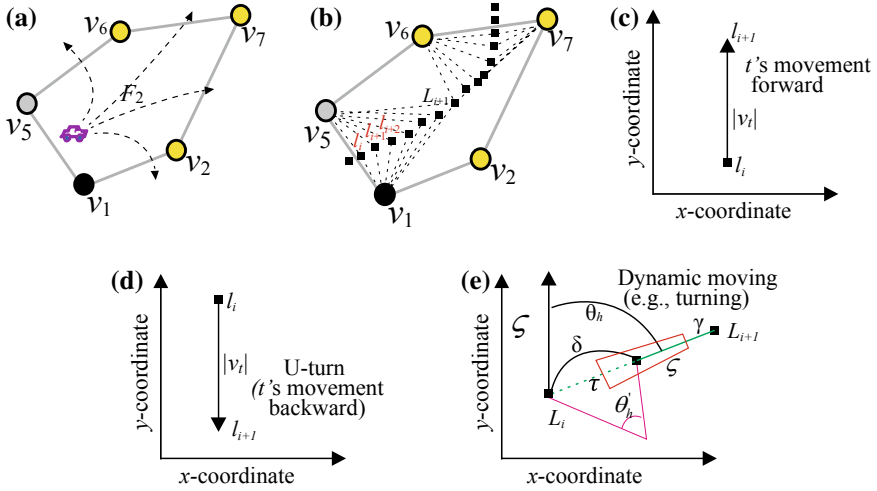 (a)
v6
v7
F2
v5
v2
v1
(b)
v6
v7
Li+1
v5
li
li+1
li+2
v2
v1
(c)
y-coordinate
li+1
t's movement
forward
|vt|
li
x-coordinate
(d)
y-coordinate
li
|vt|
U-turn
(t's movement
backward)
li+1
x-coordinate
(e)
y-coordinate
Dynamic moving
(e.g., turning)
ς
θh
γ
Li+1
δ
ς
τ
Li
θ'h
x-coordinate